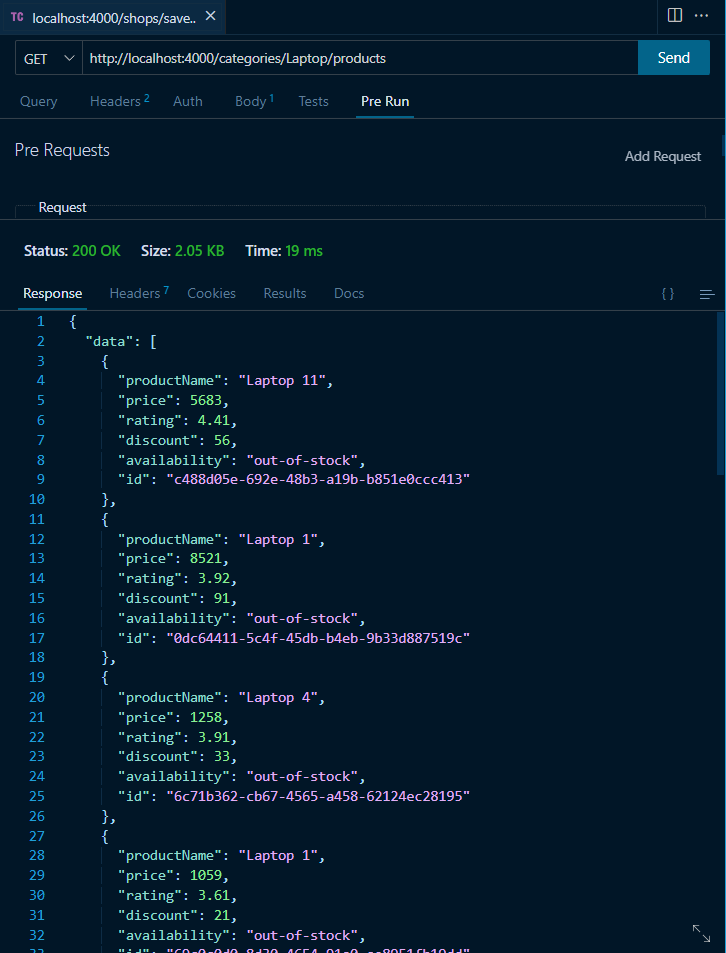 TC localhost:4000/shops/save..
GET http://localhost:4000/categories/Laptop/products Send
Query Headers 2 Auth Body 1 Tests Pre Run
Pre Requests
Add Request
Request
Status: 200 OK Size: 2.05 KB Time: 19 ms
Response Headers 7 Cookies Results Docs { }
1 {
2 "data": [
3 {
4 "productName": "Laptop 11",
5 "price": 5683,
6 "rating": 4.41,
7 "discount": 56,
8 "availability": "out-of-stock",
9 "id": "c488d05e-692e-48b3-a19b-b851e0ccc413"
10 },
11 {
12 "productName": "Laptop 1",
13 "price": 8521,
14 "rating": 3.92,
15 "discount": 91,
16 "availability": "out-of-stock",
17 "id": "0dc64411-5c4f-45db-b4eb-9b33d887519c"
18 },
19 {
20 "productName": "Laptop 4",
21 "price": 1258,
22 "rating": 3.91,
23 "discount": 33,
24 "availability": "out-of-stock",
25 "id": "6c71b362-cb67-4565-a458-62124ec28195"
26 },
27 {
28 "productName": "Laptop 1",
29 "price": 1059,
30 "rating": 3.61,
31 "discount": 21,
32 "availability": "out-of-stock",
33 "id":